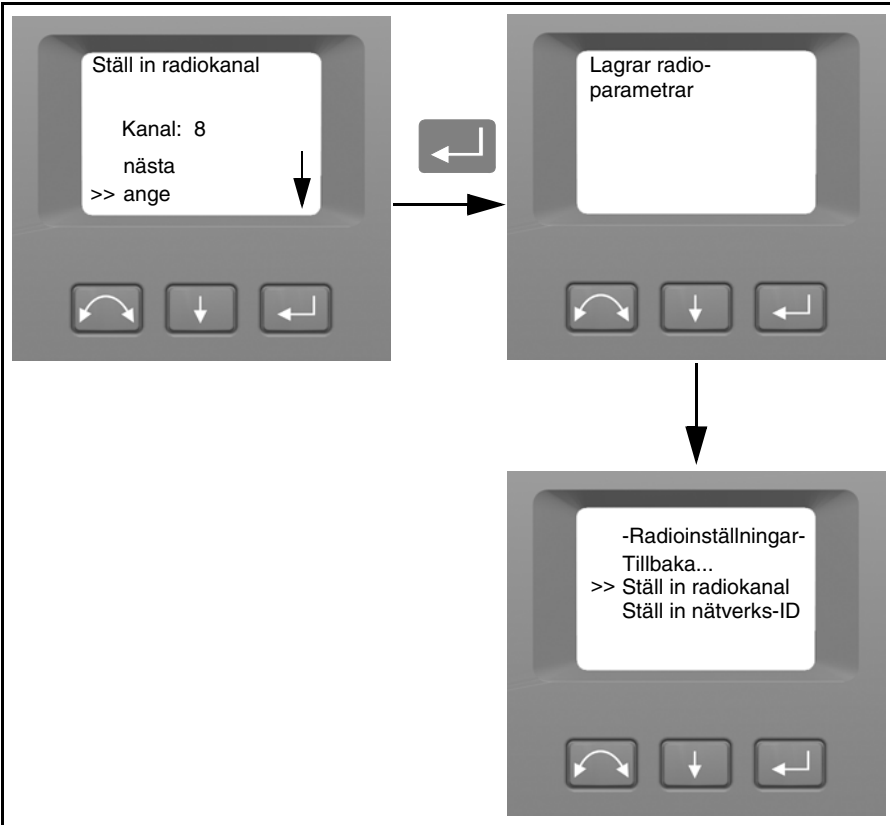 Ställ in radiokanal
Kanal: 8
nästa
>> ange
Lagrar radio-
parametrar
-Radioinställningar-
Tillbaka...
>> Ställ in radiokanal
Ställ in nätverks-ID